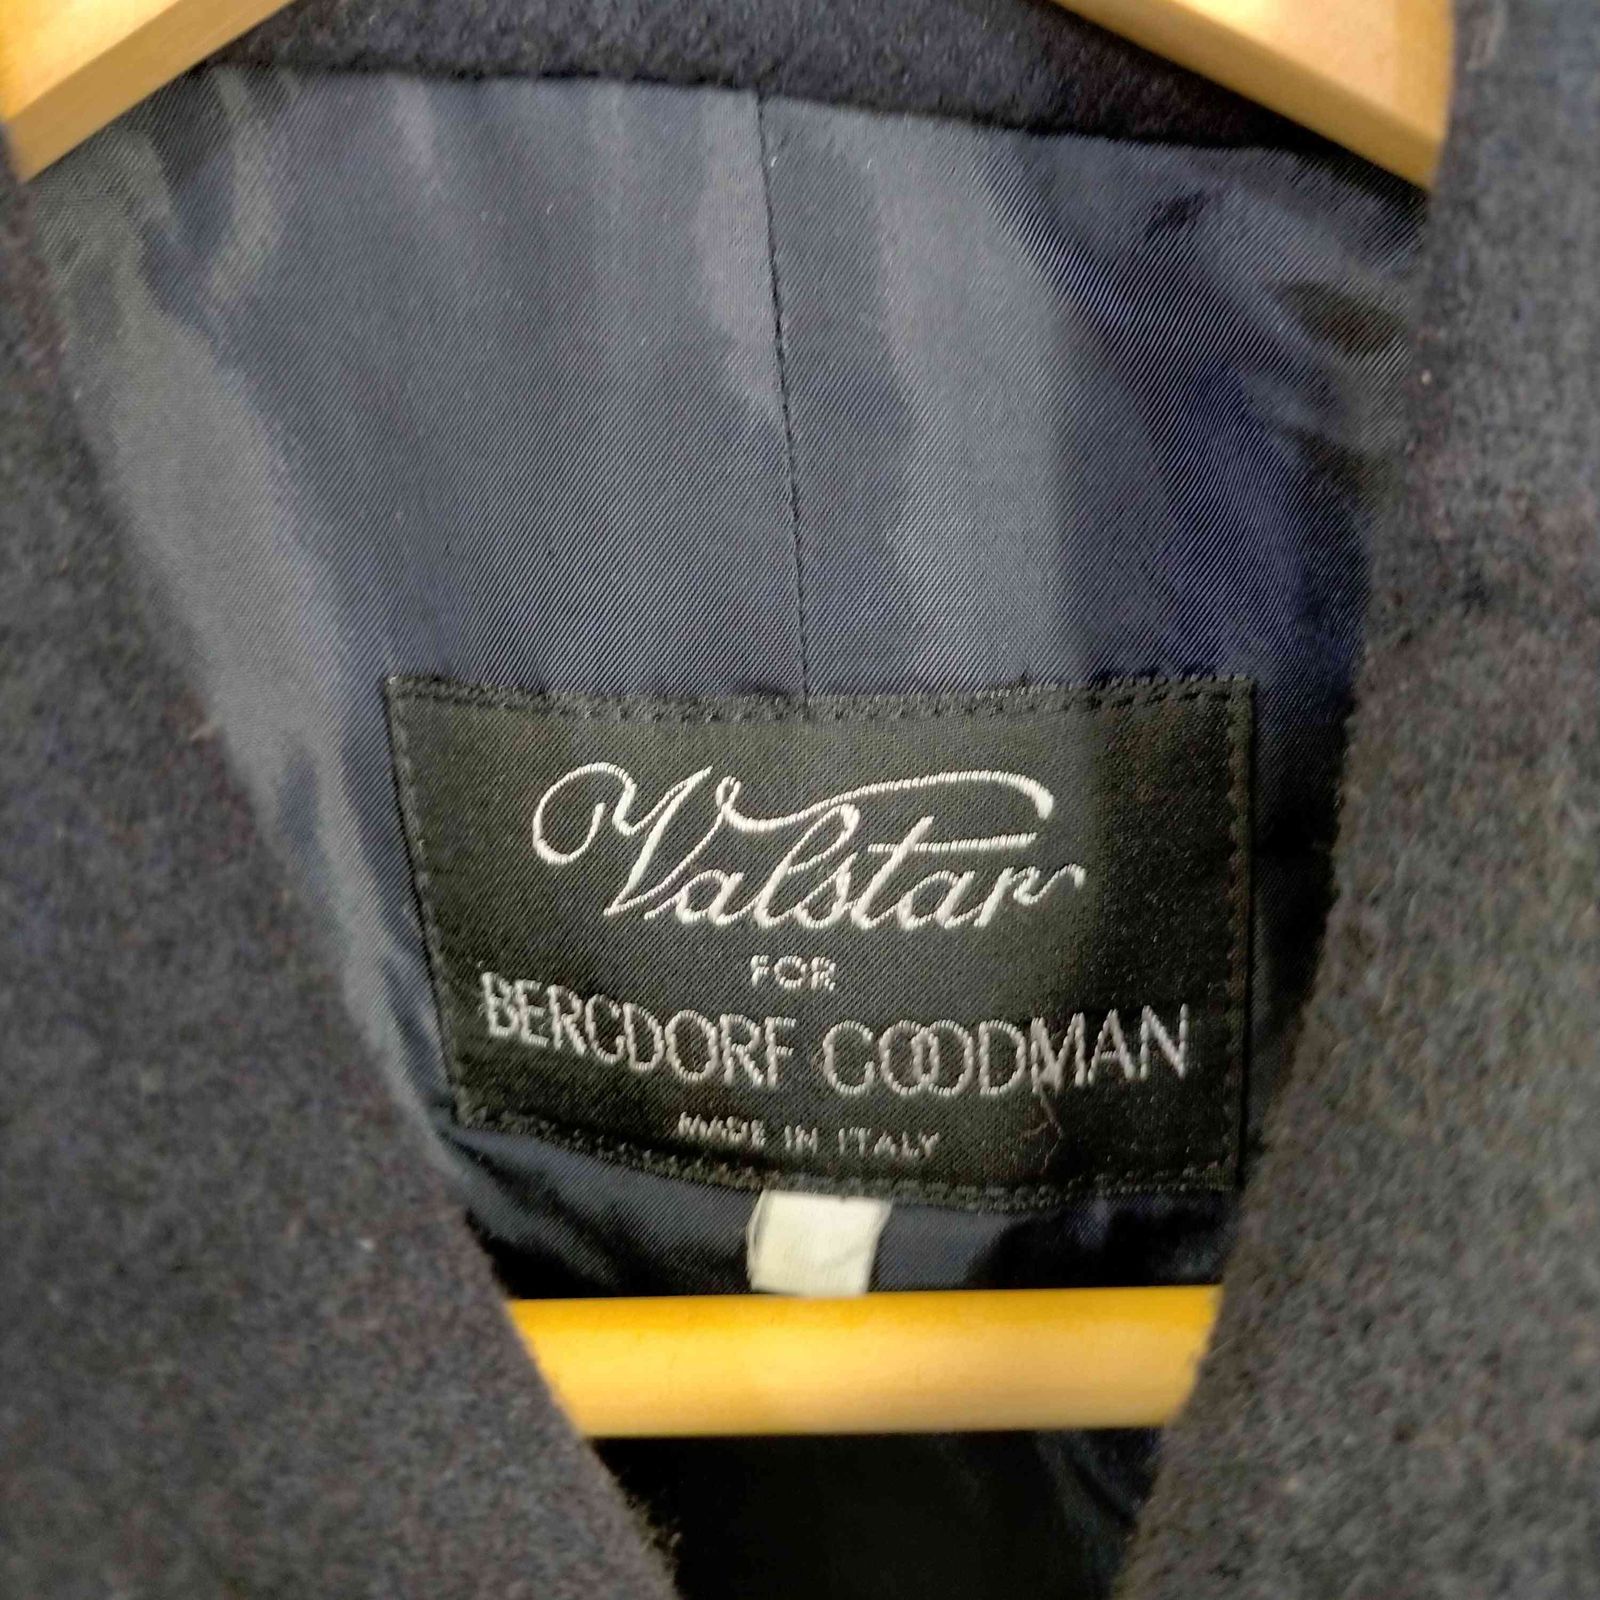 Valstar
FOR
BERGDORF GOODMAN
MADE IN ITALY